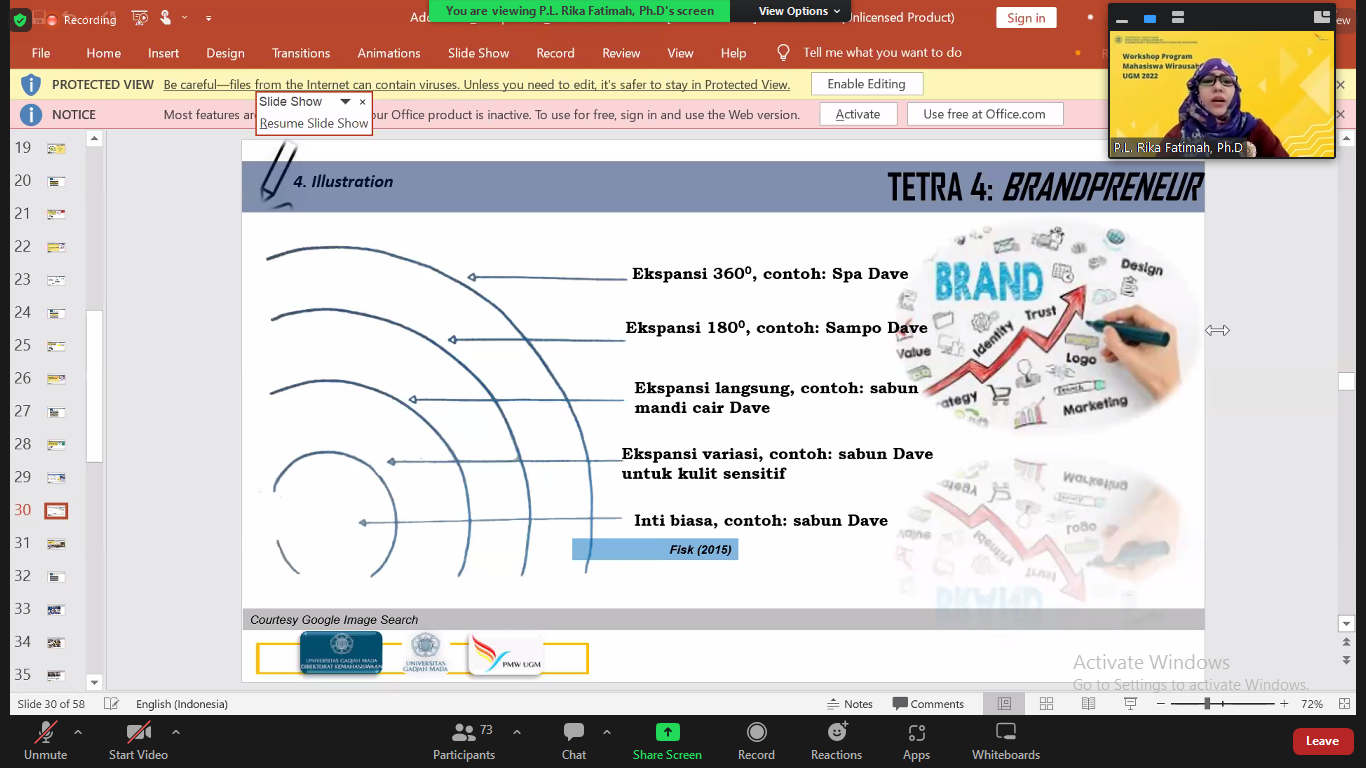 Recording
You are viewing P.L. Rika Fatimah, Ph.D's screen
View Options
(Unlicensed Product)
Sign in
File Home Insert Design Transitions Animations Slide Show Record Review View Help Tell me what you want to do
PROTECTED VIEW Be careful—files from the Internet can contain viruses. Unless you need to edit, it's safer to stay in Protected View. Enable Editing
Slide Show
Resume Slide Show
NOTICE Most features are our Office product is inactive. To use for free, sign in and use the Web version. Activate Use free at Office.com
Workshop Program
Mahasiswa Wirausaha
UGM 2022
P.L. Rika Fatimah, Ph.D
19
20
21
22
23
24
25
26
27
28
29
30
31
32
33
34
35
4. Illustration
TETRA 4: BRANDPRENEUR
Ekspansi 360⁰, contoh: Spa Dave
Ekspansi 180⁰, contoh: Sampo Dave
Ekspansi langsung, contoh: sabun
mandi cair Dave
Ekspansi variasi, contoh: sabun Dave
untuk kulit sensitif
Inti biasa, contoh: sabun Dave
Fisk (2015)
BRAND
Design
Trust
Identity
Value
Logo
Marketing
Courtesy Google Image Search
UNIVERSITAS GADJAH MADA
DIREKTORAT KEMAHASISWAAN
UNIVERSITAS
GADJAH MADA
PMW UGM
Activate Windows
Go to Settings to activate Windows.
Slide 30 of 58 English (Indonesia) Notes Comments 72%
Unmute Start Video Participants 73 Chat Share Screen Record Reactions Apps Whiteboards Leave